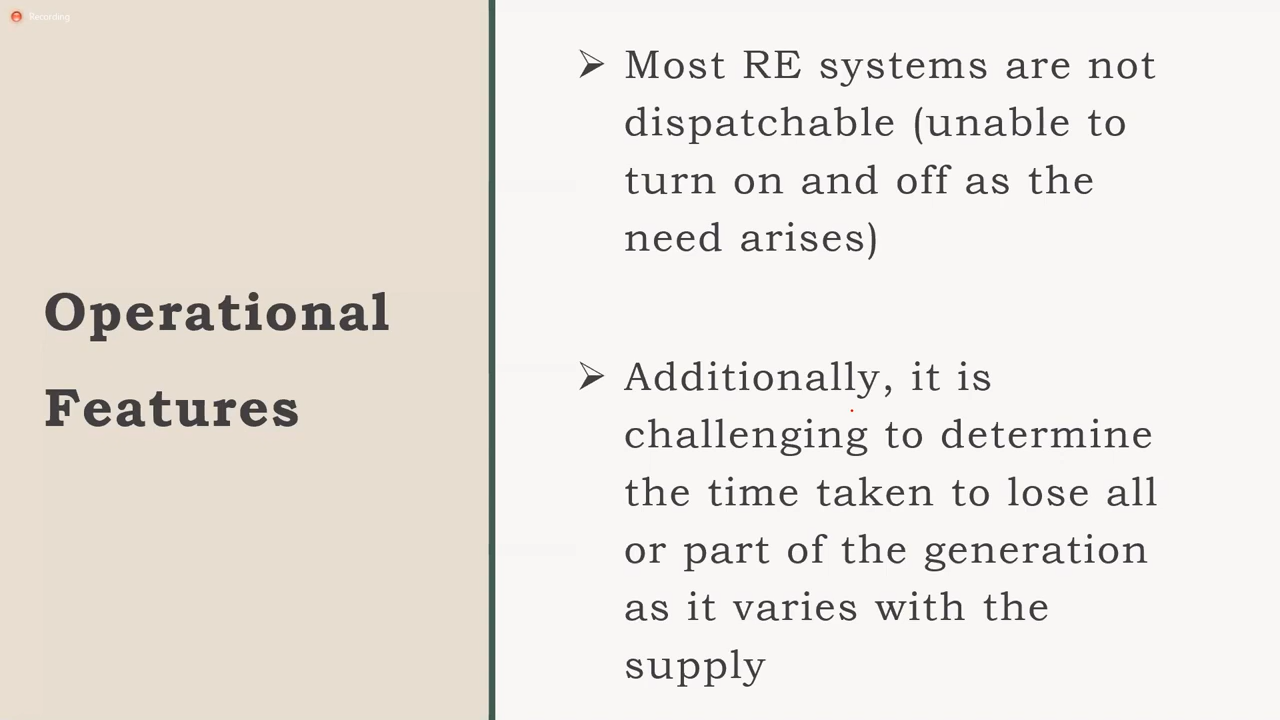 Recording
Operational
Features
➢ Most RE systems are not
dispatchable (unable to
turn on and off as the
need arises)
➢ Additionally, it is
challenging to determine
the time taken to lose all
or part of the generation
as it varies with the
supply